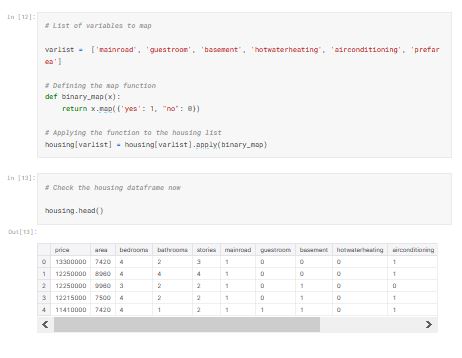 In [12]:
# List of variables to map
varlist =  ['mainroad', 'guestroom', 'basement', 'hotwaterheating', 'airconditioning', 'prefar
ea']
# Defining the map function
def binary_map(x):
    return x.map({'yes': 1, "no": 0})
# Applying the function to the housing list
housing[varlist] = housing[varlist].apply(binary_map)
In [13]:
# Check the housing dataframe now
housing.head()
Out[13]:
price area bedrooms bathrooms stories mainroad guestroom basement hotwaterheating airconditioning
0 13300000 7420 4 2 3 1 0 0 0 1
1 12250000 8960 4 4 4 1 0 0 0 1
2 12250000 9960 3 2 2 1 0 1 0 0
3 12215000 7500 4 2 2 1 0 1 0 1
4 11410000 7420 4 1 2 1 1 1 0 1